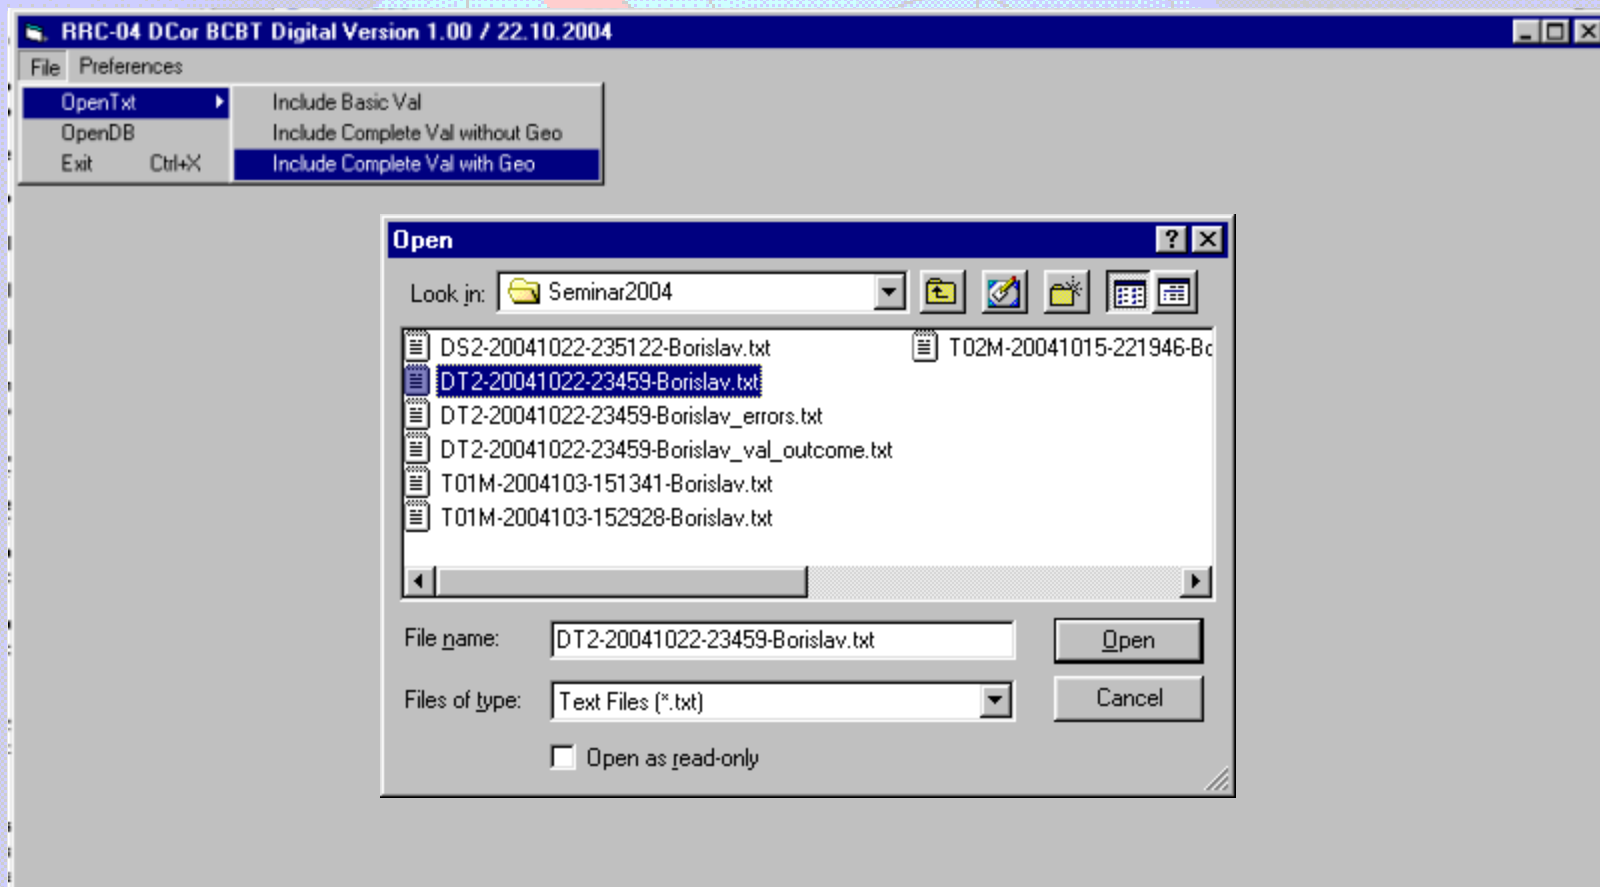 RRC-04 DCor BCBT Digital Version 1.00 / 22.10.2004
File Preferences
OpenTxt Include Basic Val
OpenDB Include Complete Val without Geo
Exit Ctrl+X Include Complete Val with Geo
Open
Look in: Seminar2004
DS2-20041022-235122-Borislav.txt T02M-20041015-221946-Bo
DT2-20041022-23459-Borislav.txt
DT2-20041022-23459-Borislav_errors.txt
DT2-20041022-23459-Borislav_val_outcome.txt
T01M-2004103-151341-Borislav.txt
T01M-2004103-152928-Borislav.txt
File name: DT2-20041022-23459-Borislav.txt Open
Files of type: Text Files (*.txt) Cancel
Open as read-only